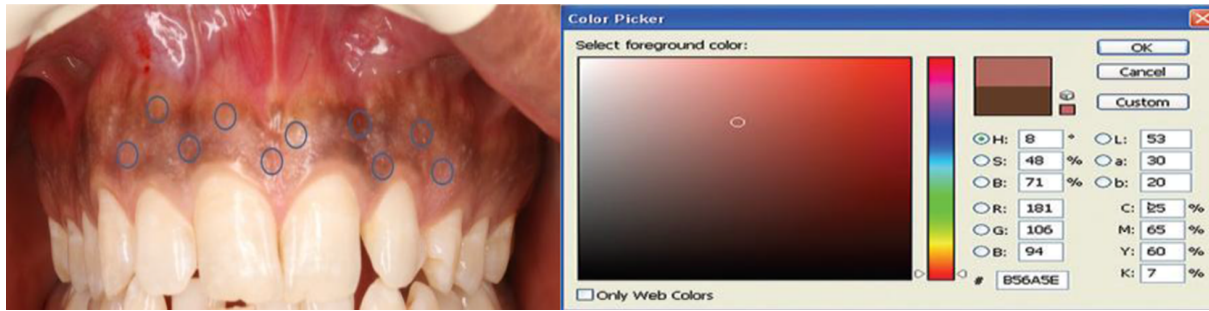 Color Picker
Select foreground color:
OK
Cancel
Custom
H: 8 ° L: 53
S: 48 % a: 30
B: 71 % b: 20
R: 181 C: 25 %
G: 106 M: 65 %
B: 94 Y: 60 %
# B56A5E K: 7 %
Only Web Colors